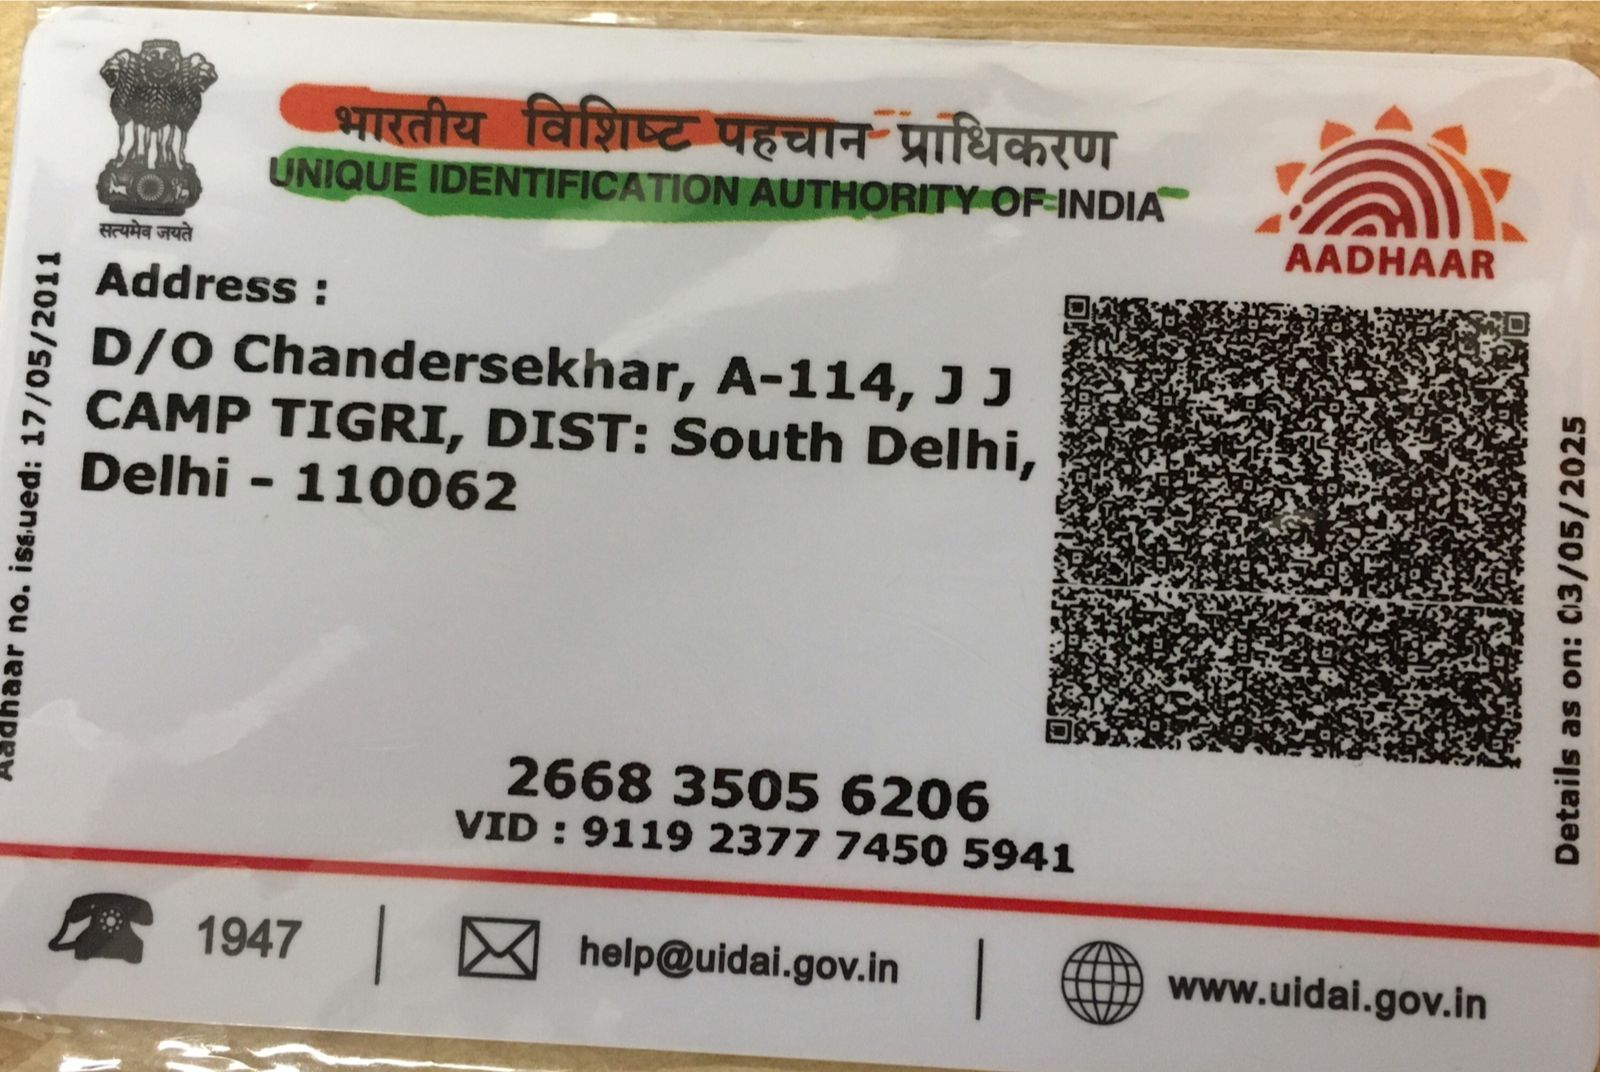 भारतीय विशिष्ट पहचान प्राधिकरण
UNIQUE IDENTIFICATION AUTHORITY OF INDIA
सत्यमेव जयते
AADHAAR
Address :
D/O Chandersekhar, A-114, J J
CAMP TIGRI, DIST: South Delhi,
Delhi - 110062
Aadhaar no. issued: 17/05/2011
Details as on: 03/05/2025
2668 3505 6206
VID : 9119 2377 7450 5941
1947
help@uidai.gov.in
www.uidai.gov.in